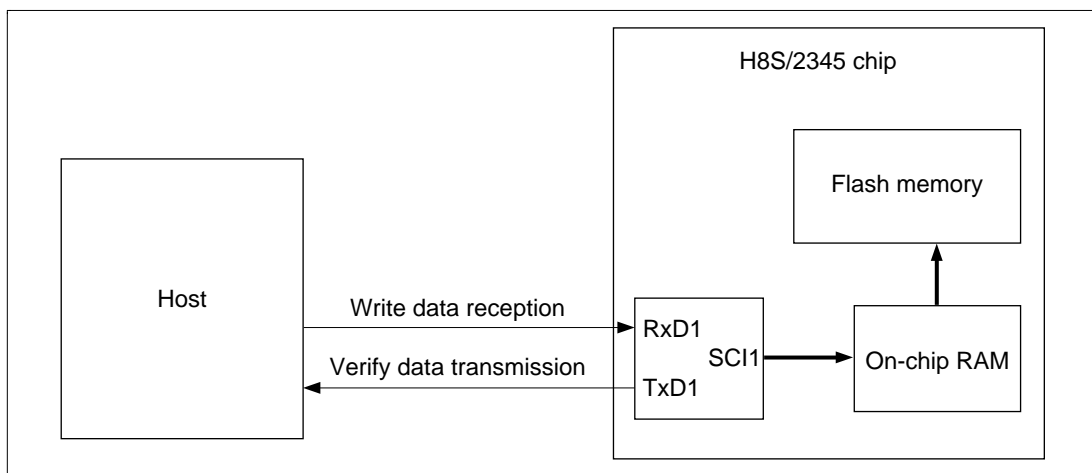 H8S/2345 chip
Flash memory
Host
Write data reception
RxD1
SCI1
On-chip RAM
Verify data transmission
TxD1